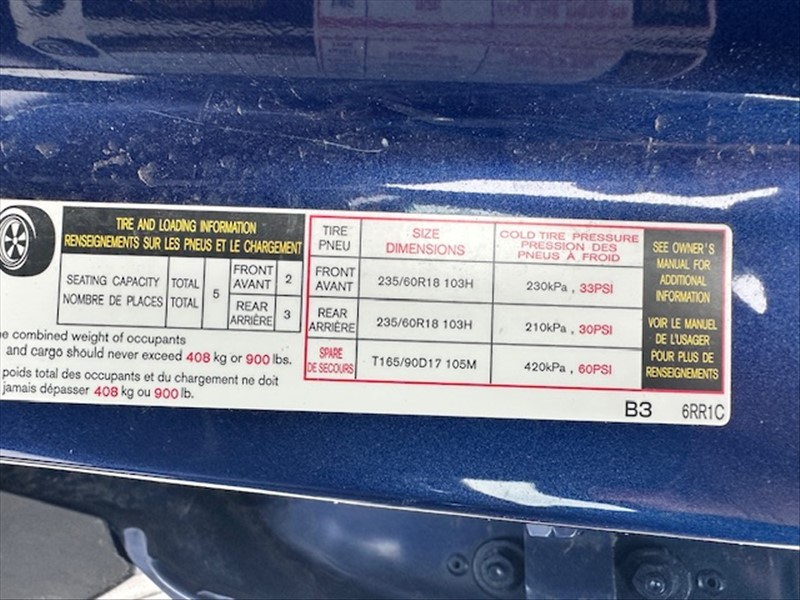 TIRE AND LOADING INFORMATION
RENSEIGNEMENTS SUR LES PNEUS ET LE CHARGEMENT
SEATING CAPACITY TOTAL 5 FRONT 2
NOMBRE DE PLACES TOTAL AVANT
REAR 3
ARRIÈRE
he combined weight of occupants
and cargo should never exceed 408 kg or 900 lbs.
poids total des occupants et du chargement ne doit
jamais dépasser 408 kg ou 900 lb.
TIRE SIZE COLD TIRE PRESSURE
PNEU DIMENSIONS PRESSION DES
PNEUS À FROID
FRONT 235/60R18 103H 230kPa , 33PSI
AVANT
REAR 235/60R18 103H 210kPa , 30PSI
ARRIÈRE
SPARE T165/90D17 105M 420kPa , 60PSI
DE SECOURS
SEE OWNER'S
MANUAL FOR
ADDITIONAL
INFORMATION
VOIR LE MANUEL
DE L'USAGER
POUR PLUS DE
RENSEIGNEMENTS
B3 6RR1C